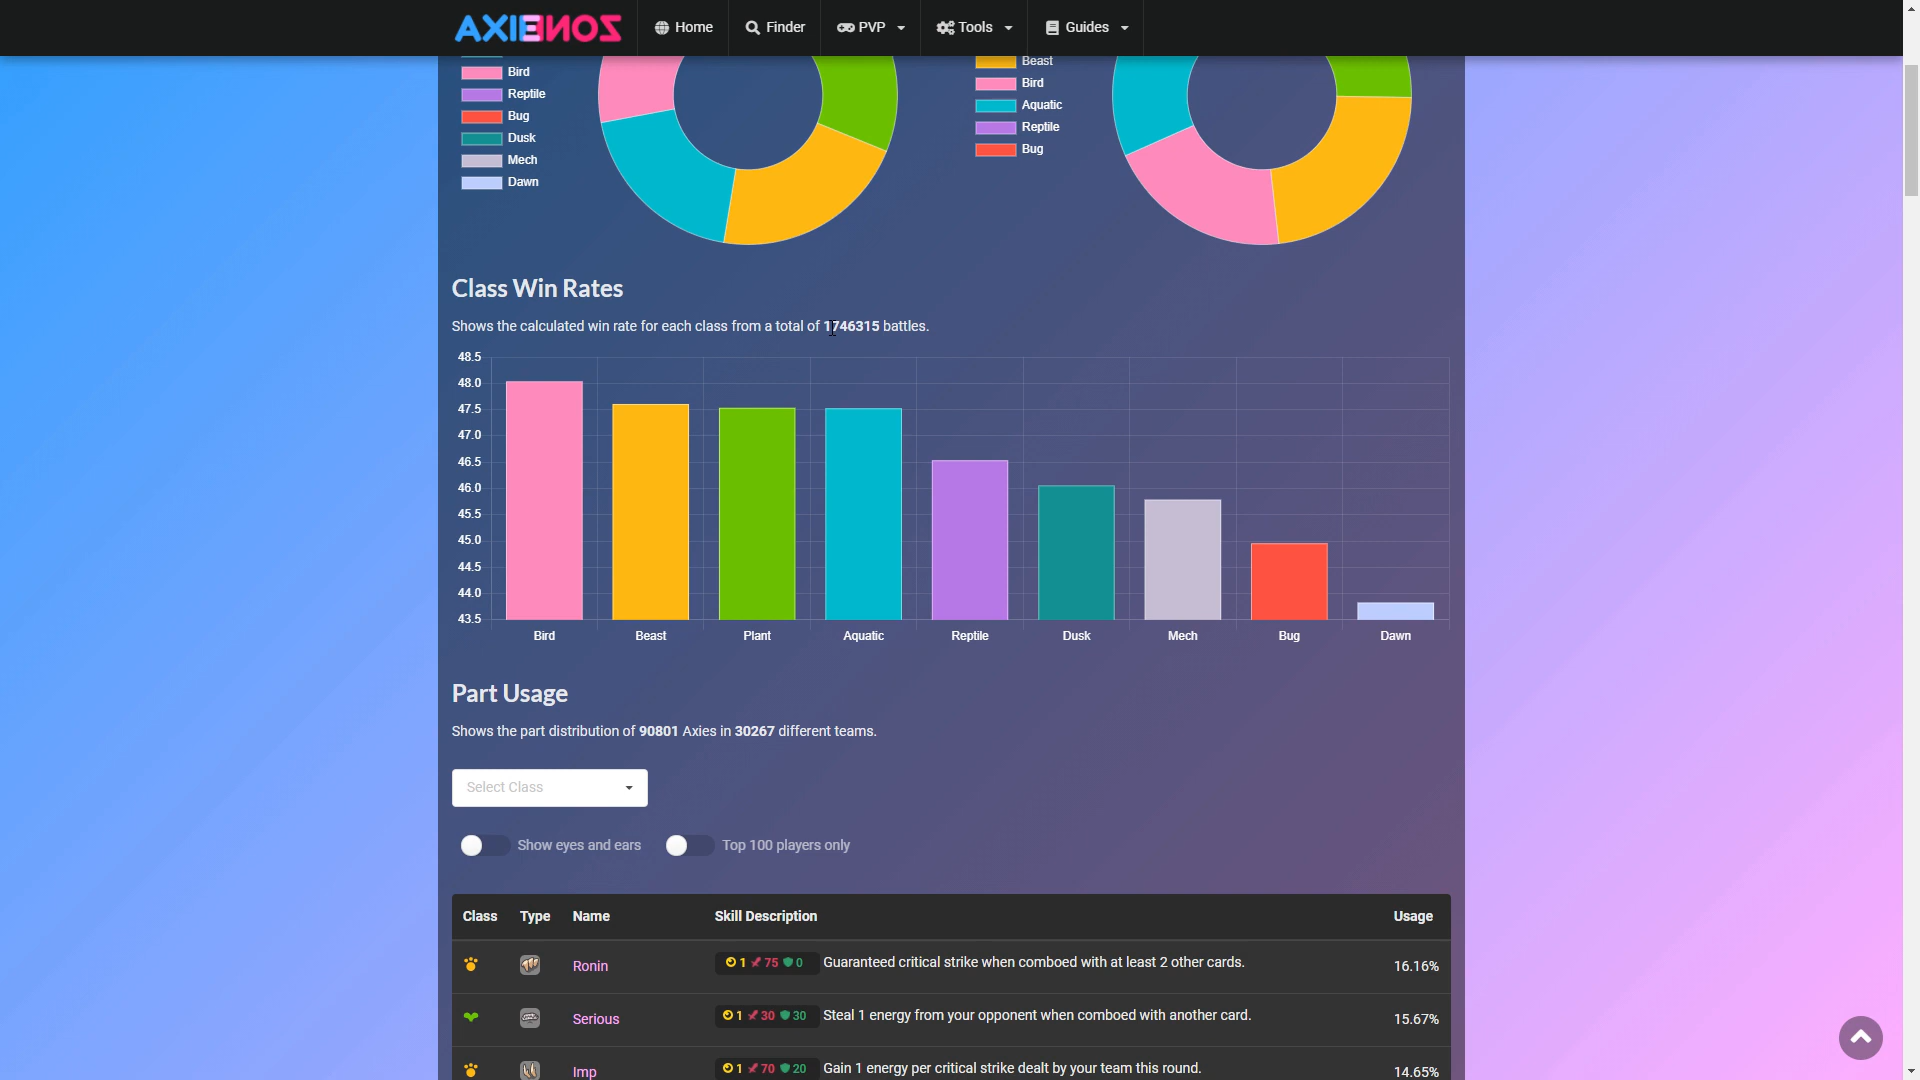 AXIE ZONE Home Finder PVP Tools Guides
Bird
Reptile
Bug
Dusk
Mech
Dawn
Beast
Bird
Aquatic
Reptile
Bug
Class Win Rates
Shows the calculated win rate for each class from a total of 1746315 battles.
48.5
48.0
47.5
47.0
46.5
46.0
45.5
45.0
44.5
44.0
43.5
Bird Beast Plant Aquatic Reptile Dusk Mech Bug Dawn
Part Usage
Shows the part distribution of 90801 Axies in 30267 different teams.
Select Class
Show eyes and ears Top 100 players only
Class Type Name Skill Description Usage
Ronin 1 75 0 Guaranteed critical strike when comboed with at least 2 other cards. 16.16%
Serious 1 30 30 Steal 1 energy from your opponent when comboed with another card. 15.67%
Imp 1 70 20 Gain 1 energy per critical strike dealt by your team this round. 14.65%